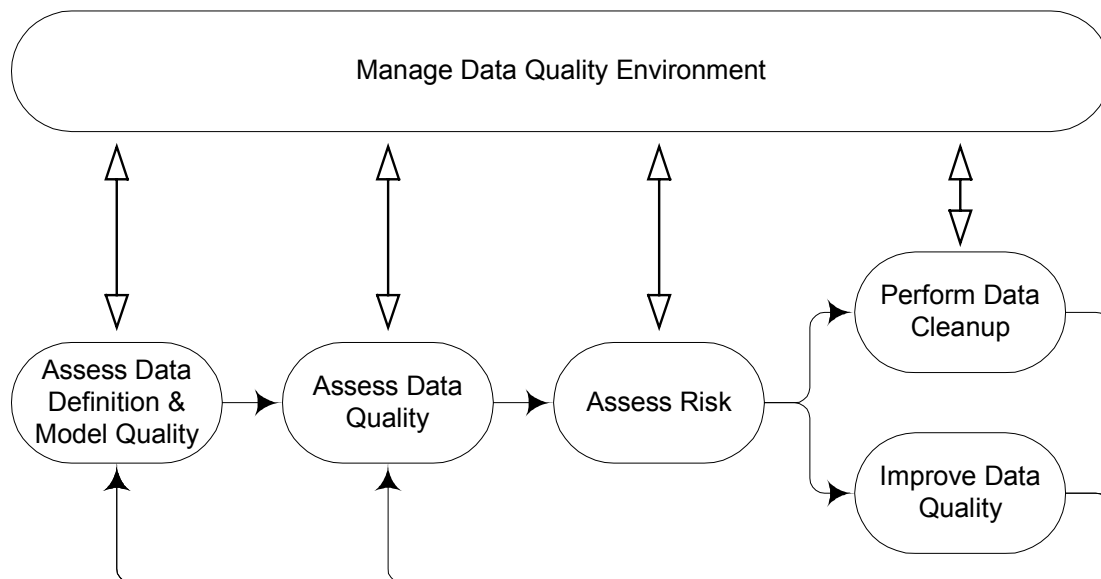 Manage Data Quality Environment
Perform Data
Cleanup
Assess Data
Definition &
Model Quality
Assess Data
Quality
Assess Risk
Improve Data
Quality